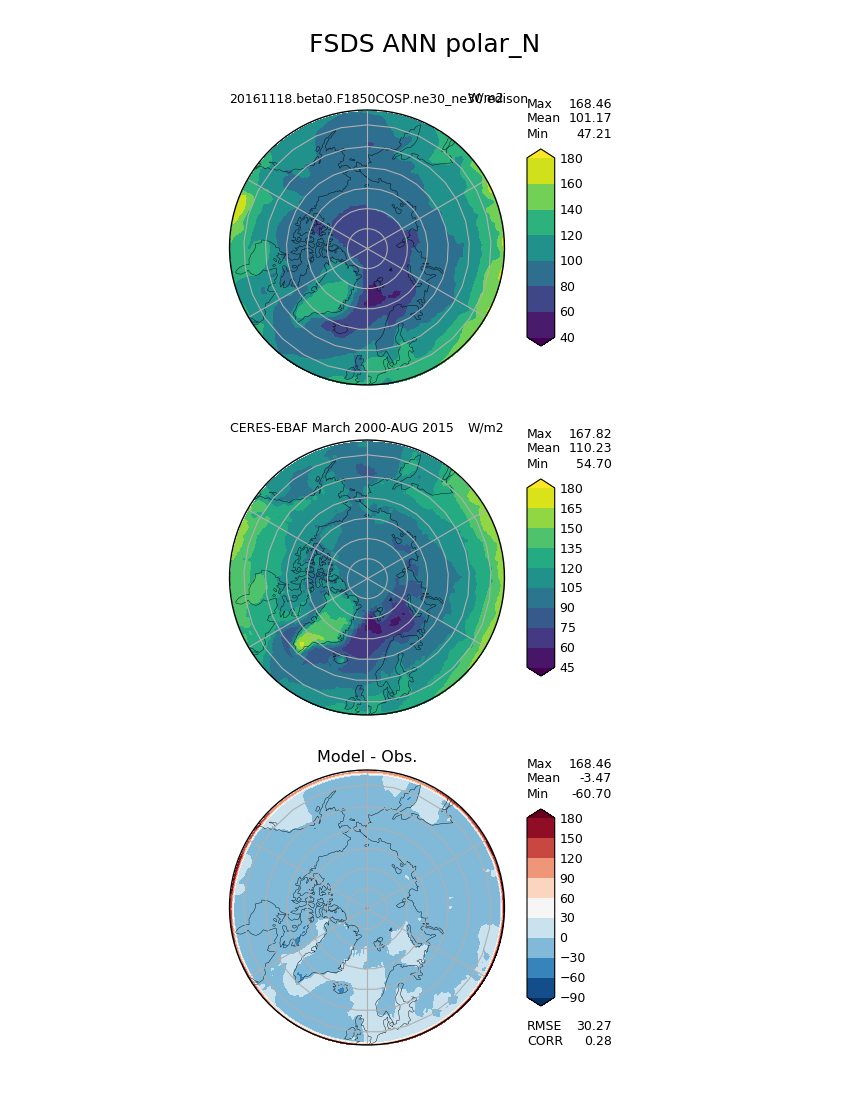 FSDS ANN polar_N
20161118.beta0.F1850COSP.ne30_ne30.edison W/m2
Max 168.46
Mean 101.17
Min 47.21
180
160
140
120
100
80
60
40
CERES-EBAF March 2000-AUG 2015 W/m2
Max 167.82
Mean 110.23
Min 54.70
180
165
150
135
120
105
90
75
60
45
Model - Obs.
Max 168.46
Mean -3.47
Min -60.70
180
150
120
90
60
30
0
−30
−60
−90
RMSE 30.27
CORR 0.28